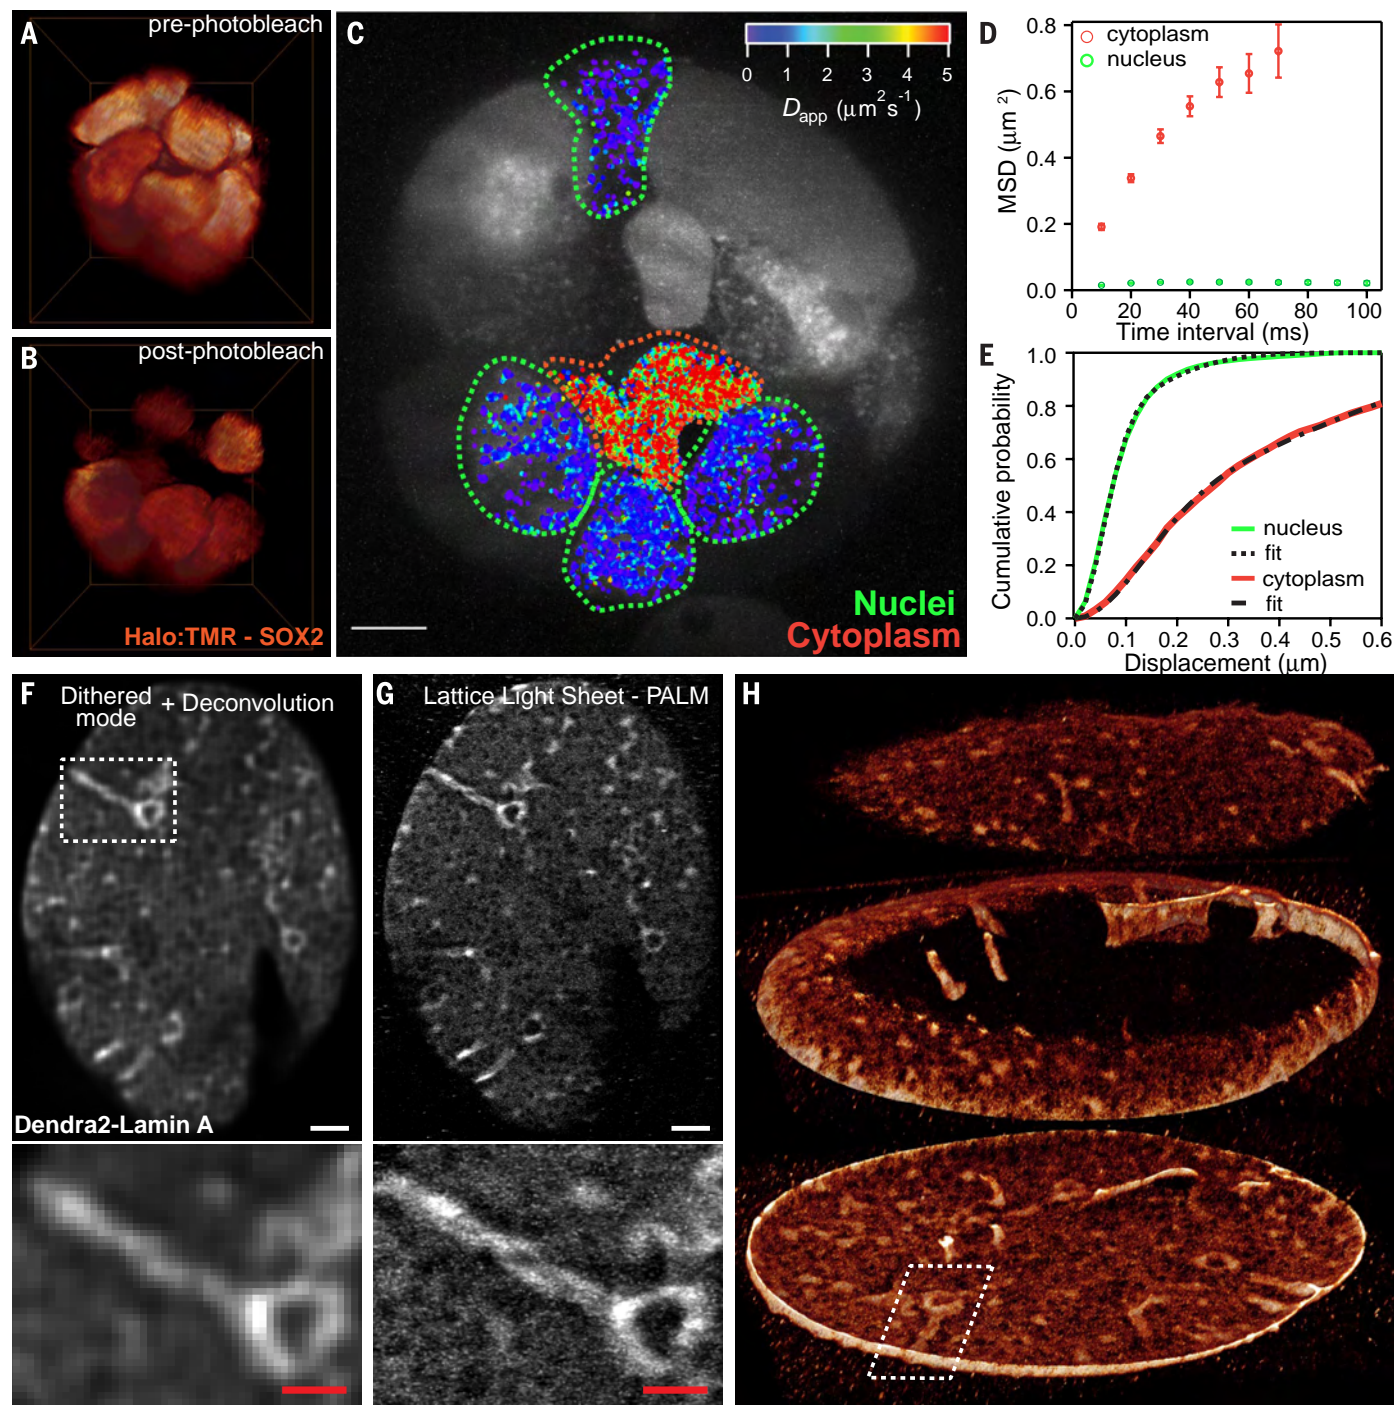 A
pre-photobleach
B
post-photobleach
Halo:TMR - SOX2
C
0 1 2 3 4 5
Dapp (μm²s⁻¹)
Nuclei
Cytoplasm
D
cytoplasm
nucleus
MSD (μm²)
0.8
0.6
0.4
0.2
0.0
0 20 40 60 80 100
Time interval (ms)
E
Cumulative probability
1.0
0.8
0.6
0.4
0.2
0.0
nucleus
fit
cytoplasm
fit
0.0 0.1 0.2 0.3 0.4 0.5 0.6
Displacement (μm)
F
Dithered
mode
+ Deconvolution
Dendra2-Lamin A
G
Lattice Light Sheet - PALM
H